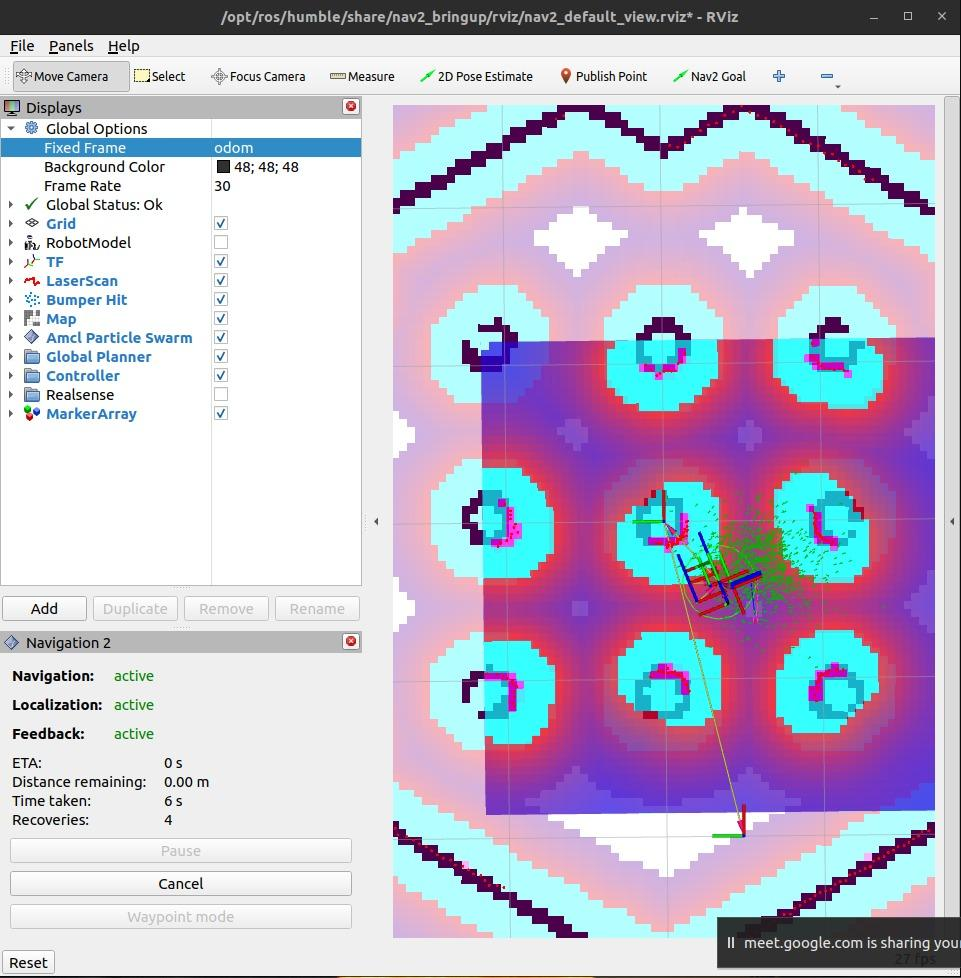 /opt/ros/humble/share/nav2_bringup/rviz/nav2_default_view.rviz* - RViz
File Panels Help
Move Camera Select Focus Camera Measure 2D Pose Estimate Publish Point Nav2 Goal
Displays
Global Options
Fixed Frame odom
Background Color 48; 48; 48
Frame Rate 30
Global Status: Ok
Grid
RobotModel
TF
LaserScan
Bumper Hit
Map
Amcl Particle Swarm
Global Planner
Controller
Realsense
MarkerArray
Add Duplicate Remove Rename
Navigation 2
Navigation: active
Localization: active
Feedback: active
ETA: 0 s
Distance remaining: 0.00 m
Time taken: 6 s
Recoveries: 4
Pause
Cancel
Waypoint mode
meet.google.com is sharing your
Reset
27 fps